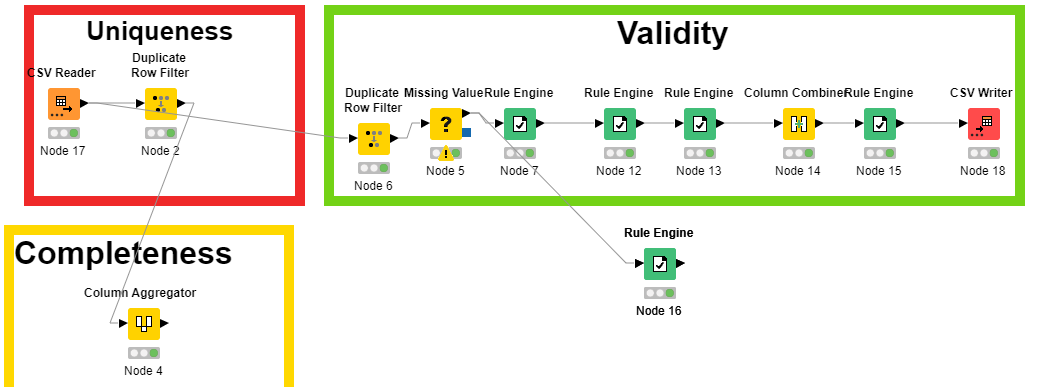 Uniqueness
CSV Reader
Node 17
Duplicate
Row Filter
Node 2
Validity
Duplicate
Row Filter
Node 6
Missing Value
?
Node 5
Rule Engine
Node 7
Rule Engine
Node 12
Rule Engine
Node 13
Column Combiner
Node 14
Rule Engine
Node 15
CSV Writer
Node 18
Rule Engine
Node 16
Completeness
Column Aggregator
Node 4